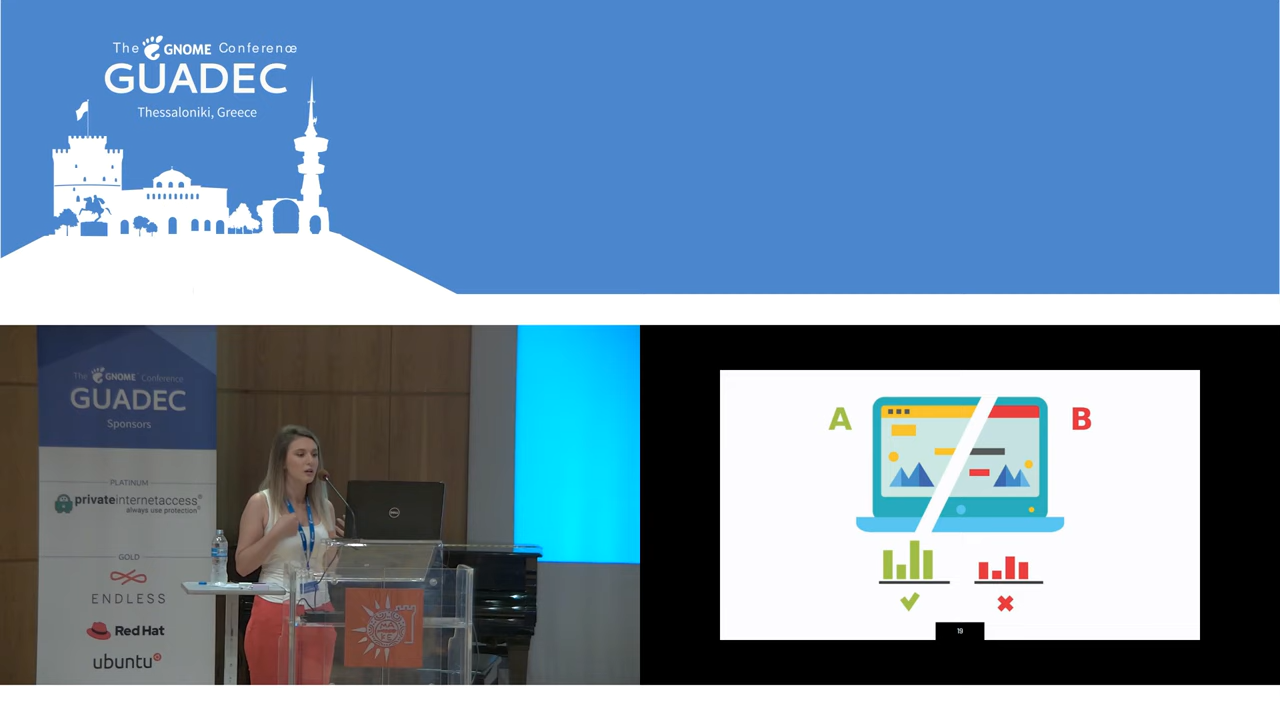 The GNOME Conference
GUADEC
Thessaloniki, Greece
The GNOME Conference
GUADEC
Sponsors
PLATINUM
privateinternetaccess®
always use protection®
GOLD
ENDLESS
Red Hat
ubuntu®
DELL
A
B
19